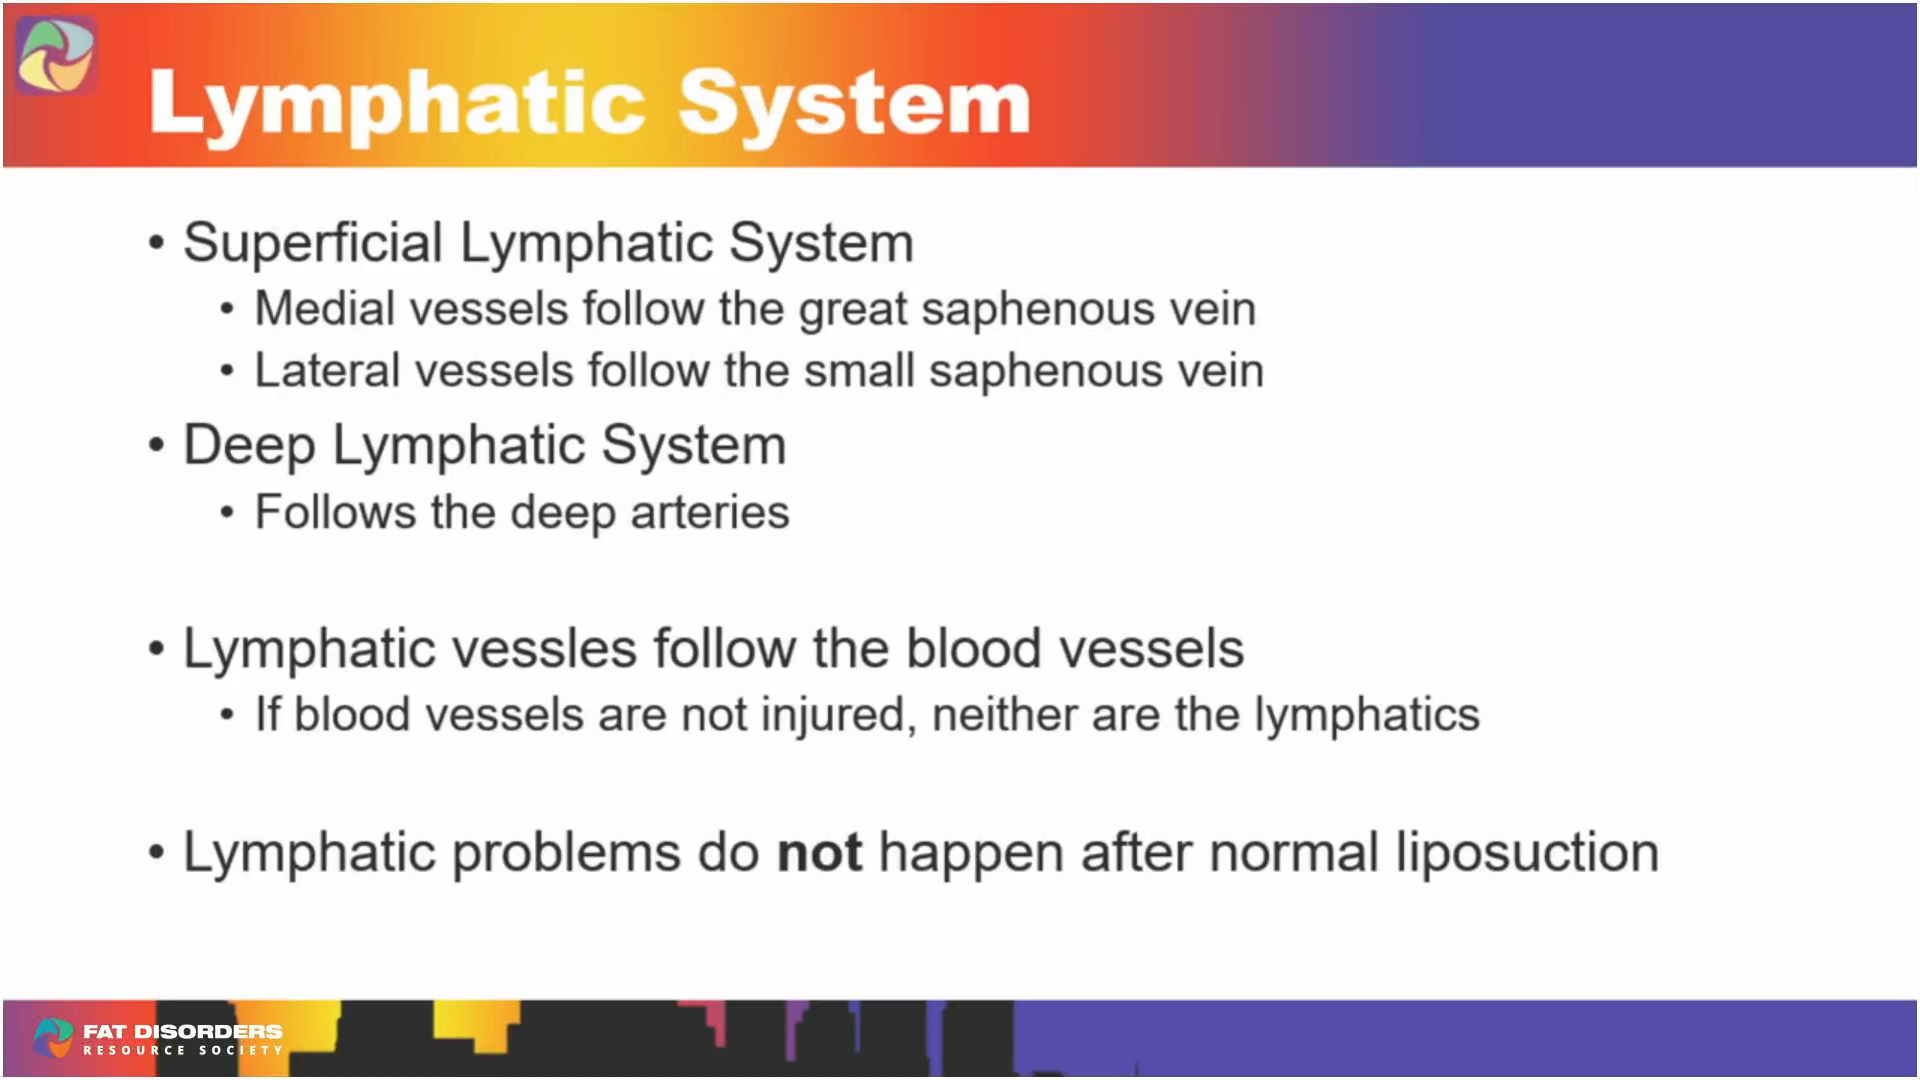 Lymphatic System
• Superficial Lymphatic System
• Medial vessels follow the great saphenous vein
• Lateral vessels follow the small saphenous vein
• Deep Lymphatic System
• Follows the deep arteries
• Lymphatic vessles follow the blood vessels
• If blood vessels are not injured, neither are the lymphatics
• Lymphatic problems do not happen after normal liposuction
FAT DISORDERS
RESOURCE SOCIETY